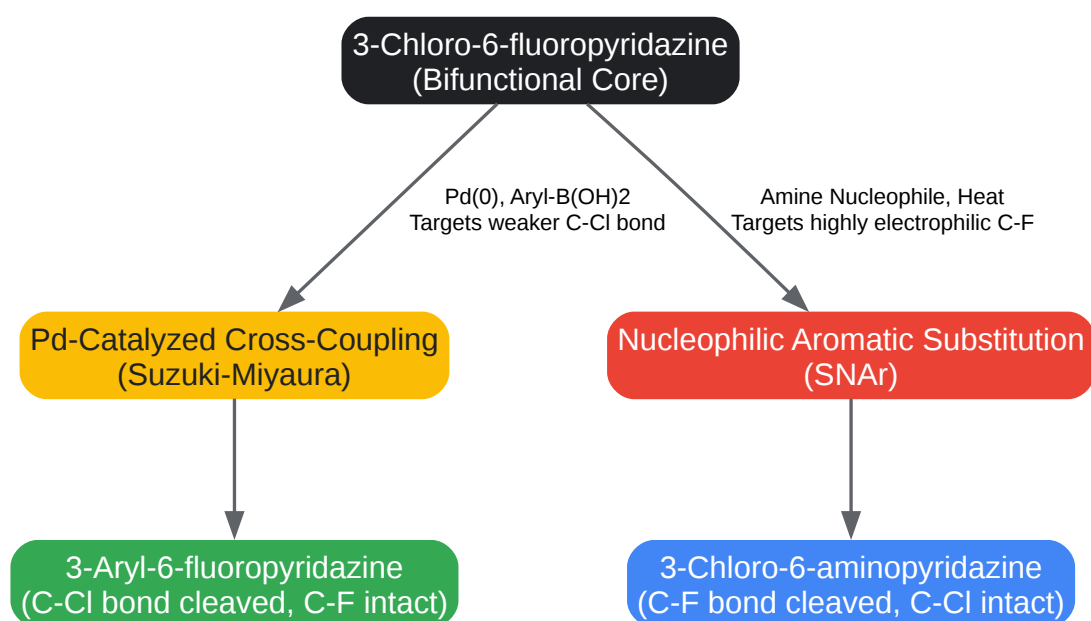 3-Chloro-6-fluoropyridazine
(Bifunctional Core)
Pd(0), Aryl-B(OH)2
Targets weaker C-Cl bond
Amine Nucleophile, Heat
Targets highly electrophilic C-F
Pd-Catalyzed Cross-Coupling
(Suzuki-Miyaura)
Nucleophilic Aromatic Substitution
(SNAr)
3-Aryl-6-fluoropyridazine
(C-Cl bond cleaved, C-F intact)
3-Chloro-6-aminopyridazine
(C-F bond cleaved, C-Cl intact)